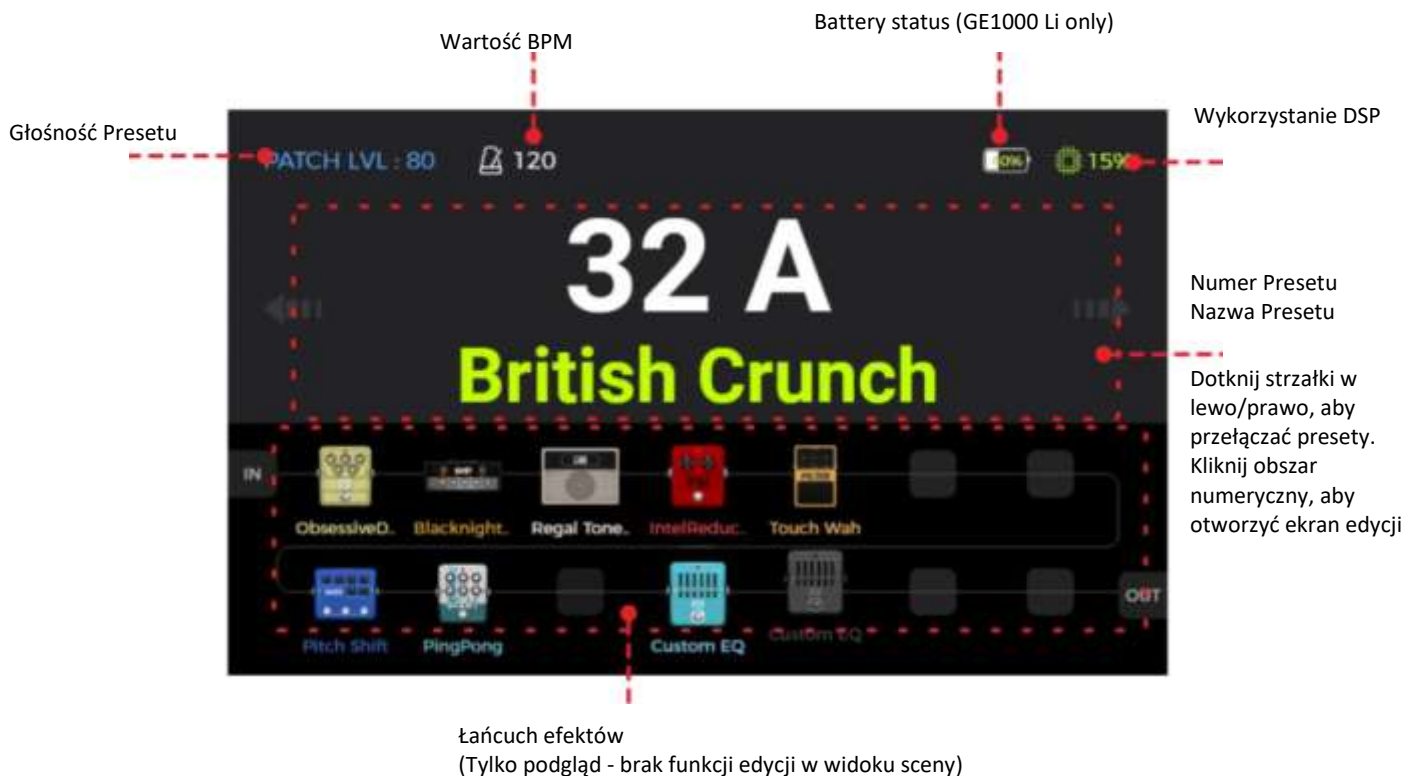 Battery status (GE1000 Li only)
Wartość BPM
Wykorzystanie DSP
Głośność Presetu
PATCH LVL : 80
120
15%
32 A
British Crunch
Numer Presetu
Nazwa Presetu
Dotknij strzałki w
lewo/prawo, aby
przełączać presety.
Kliknij obszar
numeryczny, aby
otworzyć ekran edycji
IN
ObsessiveD..
Blacknight..
Regal Tone..
IntelReduc..
Touch Wah
OUT
Pitch Shift
PingPong
Custom EQ
Custom EQ
Łańcuch efektów
(Tylko podgląd - brak funkcji edycji w widoku sceny)